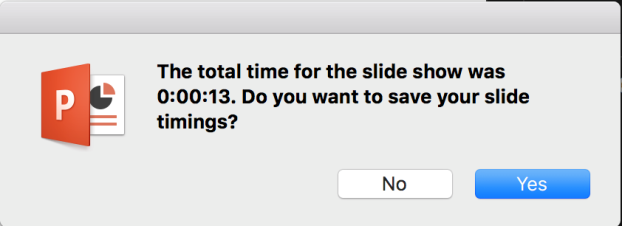 The total time for the slide show was
0:00:13. Do you want to save your slide
timings?
P
No
Yes